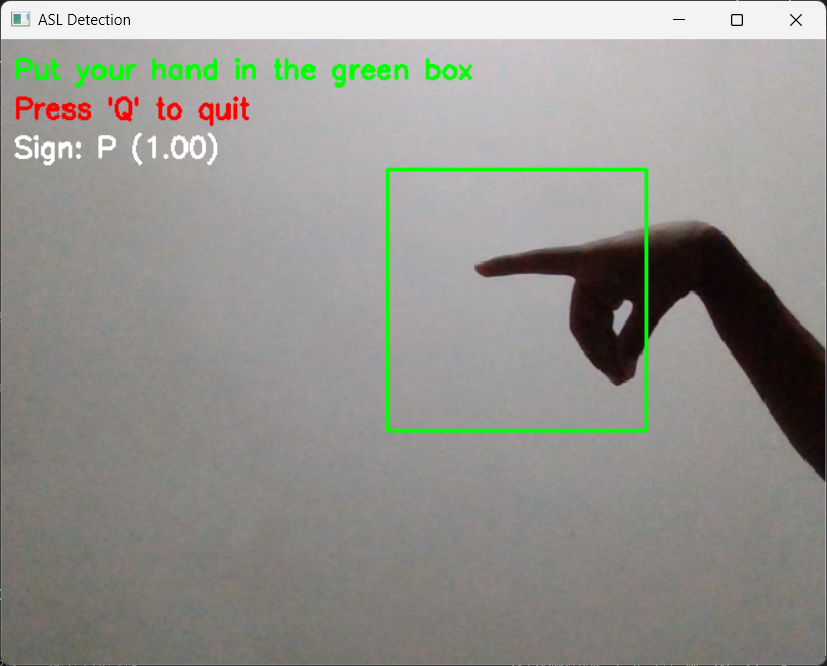 ASL Detection
Put your hand in the green box
Press 'Q' to quit
Sign: P (1.00)